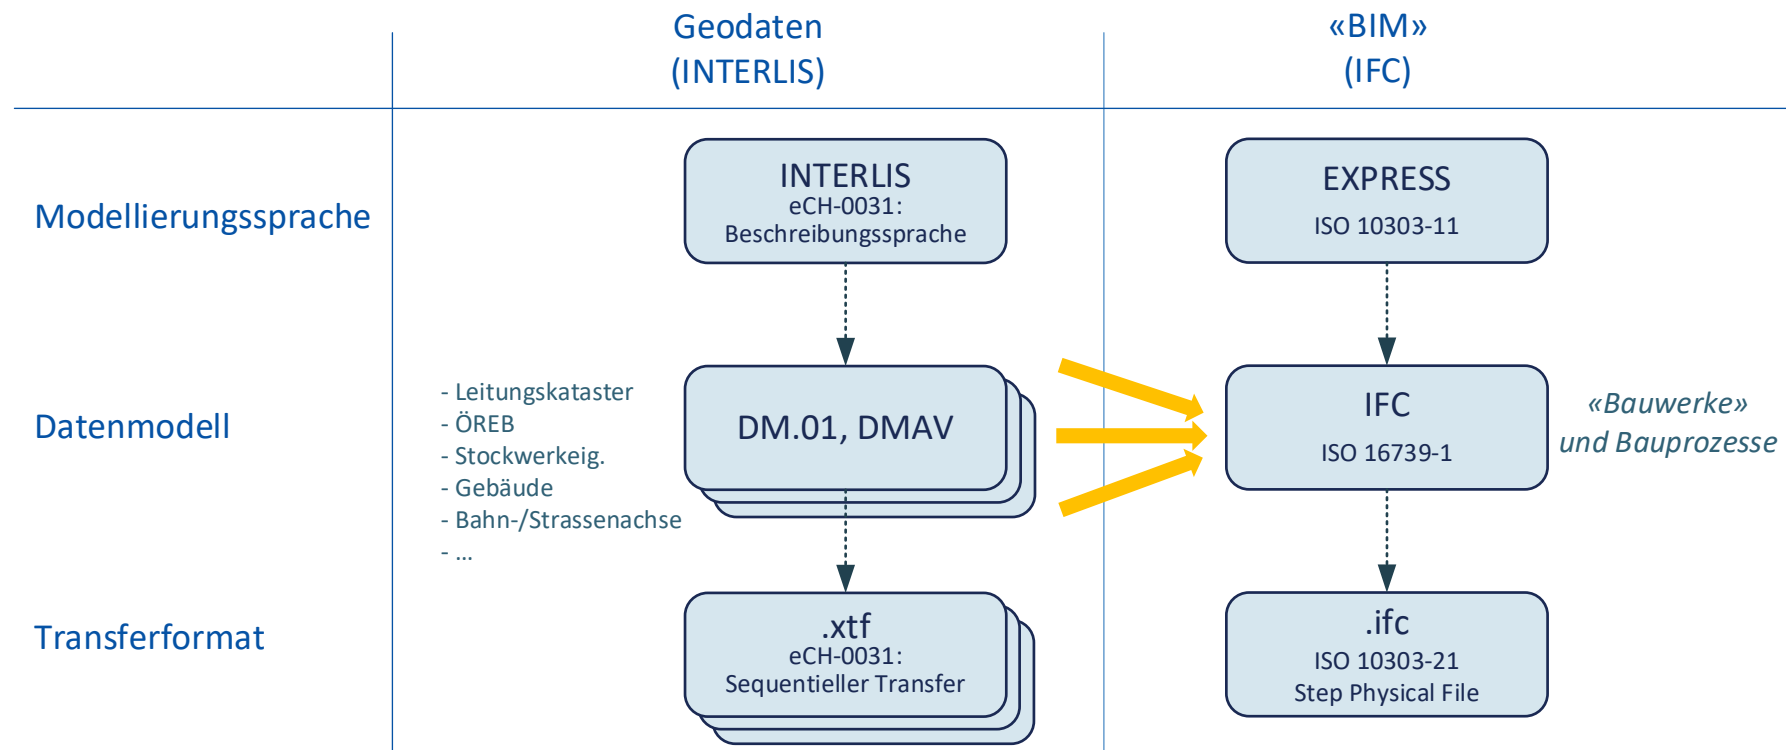 Geodaten
(INTERLIS)
«BIM»
(IFC)
Modellierungssprache
INTERLIS
eCH-0031:
Beschreibungssprache
EXPRESS
ISO 10303-11
Datenmodell
- Leitungskataster
- ÖREB
- Stockwerkeig.
- Gebäude
- Bahn-/Strassenachse
- ...
DM.01, DMAV
IFC
ISO 16739-1
«Bauwerke»
und Bauprozesse
Transferformat
.xtf
eCH-0031:
Sequentieller Transfer
.ifc
ISO 10303-21
Step Physical File